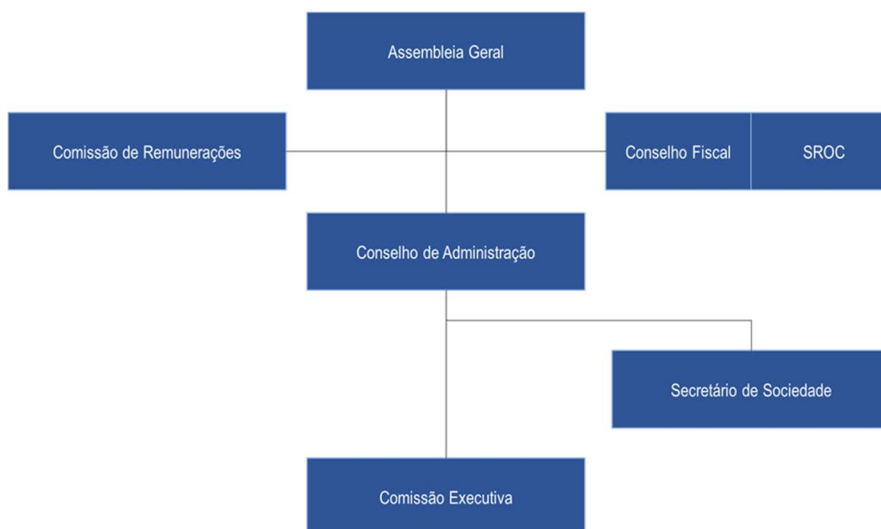 Assembleia Geral
Comissão de Remunerações
Conselho Fiscal
SROC
Conselho de Administração
Secretário de Sociedade
Comissão Executiva